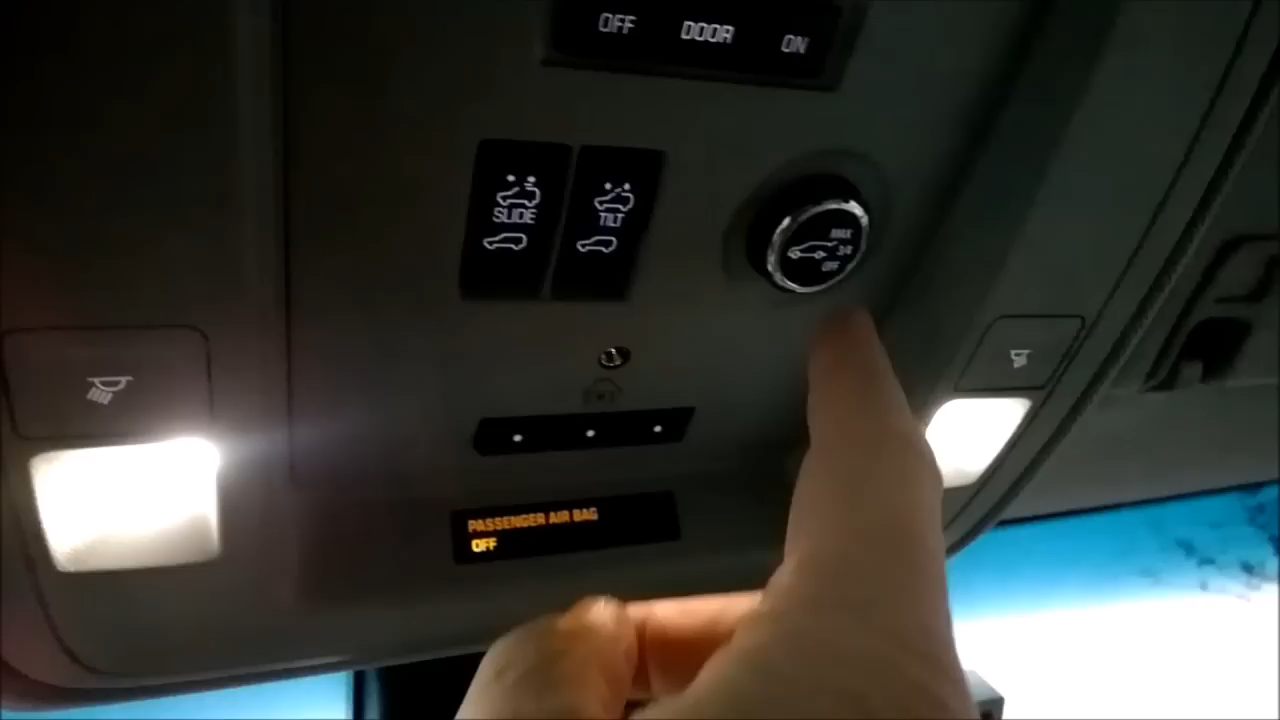 OFF DOOR ON
SLIDE
TILT
MAX
3/4
OFF
PASSENGER AIR BAG
OFF